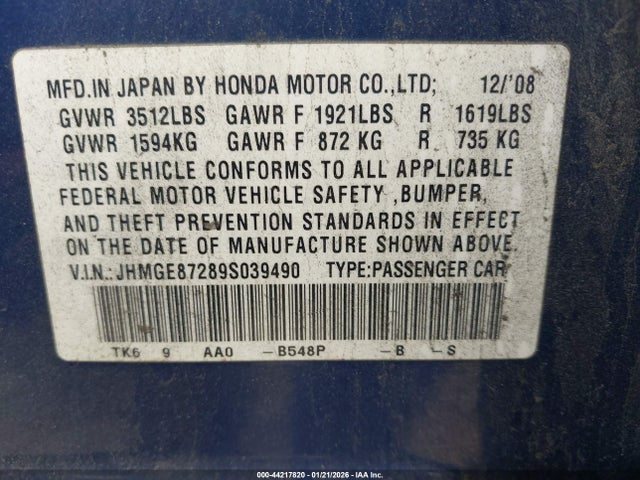 MFD.IN JAPAN BY HONDA MOTOR CO.,LTD; 12/'08
GVWR 3512LBS GAWR F 1921LBS R 1619LBS
GVWR 1594KG GAWR F 872 KG R 735 KG
THIS VEHICLE CONFORMS TO ALL APPLICABLE
FEDERAL MOTOR VEHICLE SAFETY ,BUMPER,
AND THEFT PREVENTION STANDARDS IN EFFECT
ON THE DATE OF MANUFACTURE SHOWN ABOVE.
V.I.N.: JHMGE87289S039490 TYPE:PASSENGER CAR
TK6 9 AA0 -B548P -B -S
000-44217820 - 01/21/2026 - IAA Inc.